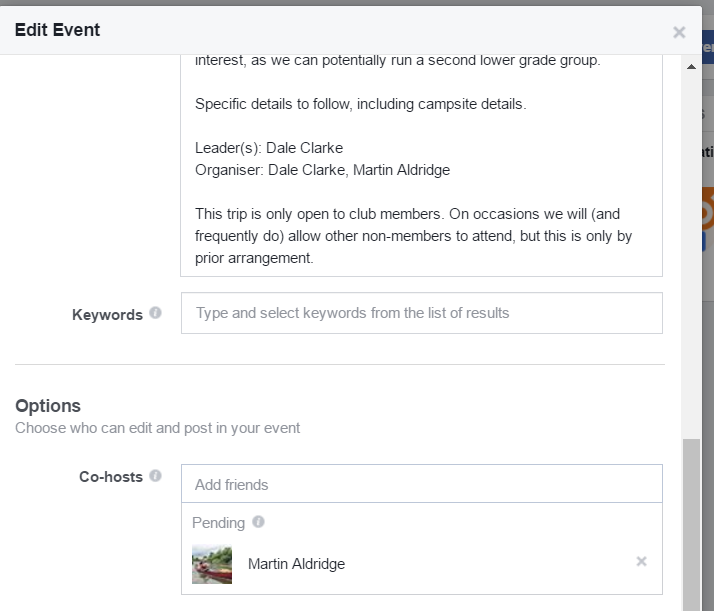 Edit Event
interest, as we can potentially run a second lower grade group.
Specific details to follow, including campsite details.
Leader(s): Dale Clarke
Organiser: Dale Clarke, Martin Aldridge
This trip is only open to club members. On occasions we will (and
frequently do) allow other non-members to attend, but this is only by
prior arrangement.
Keywords
Type and select keywords from the list of results
Options
Choose who can edit and post in your event
Co-hosts
Add friends
Pending
Martin Aldridge